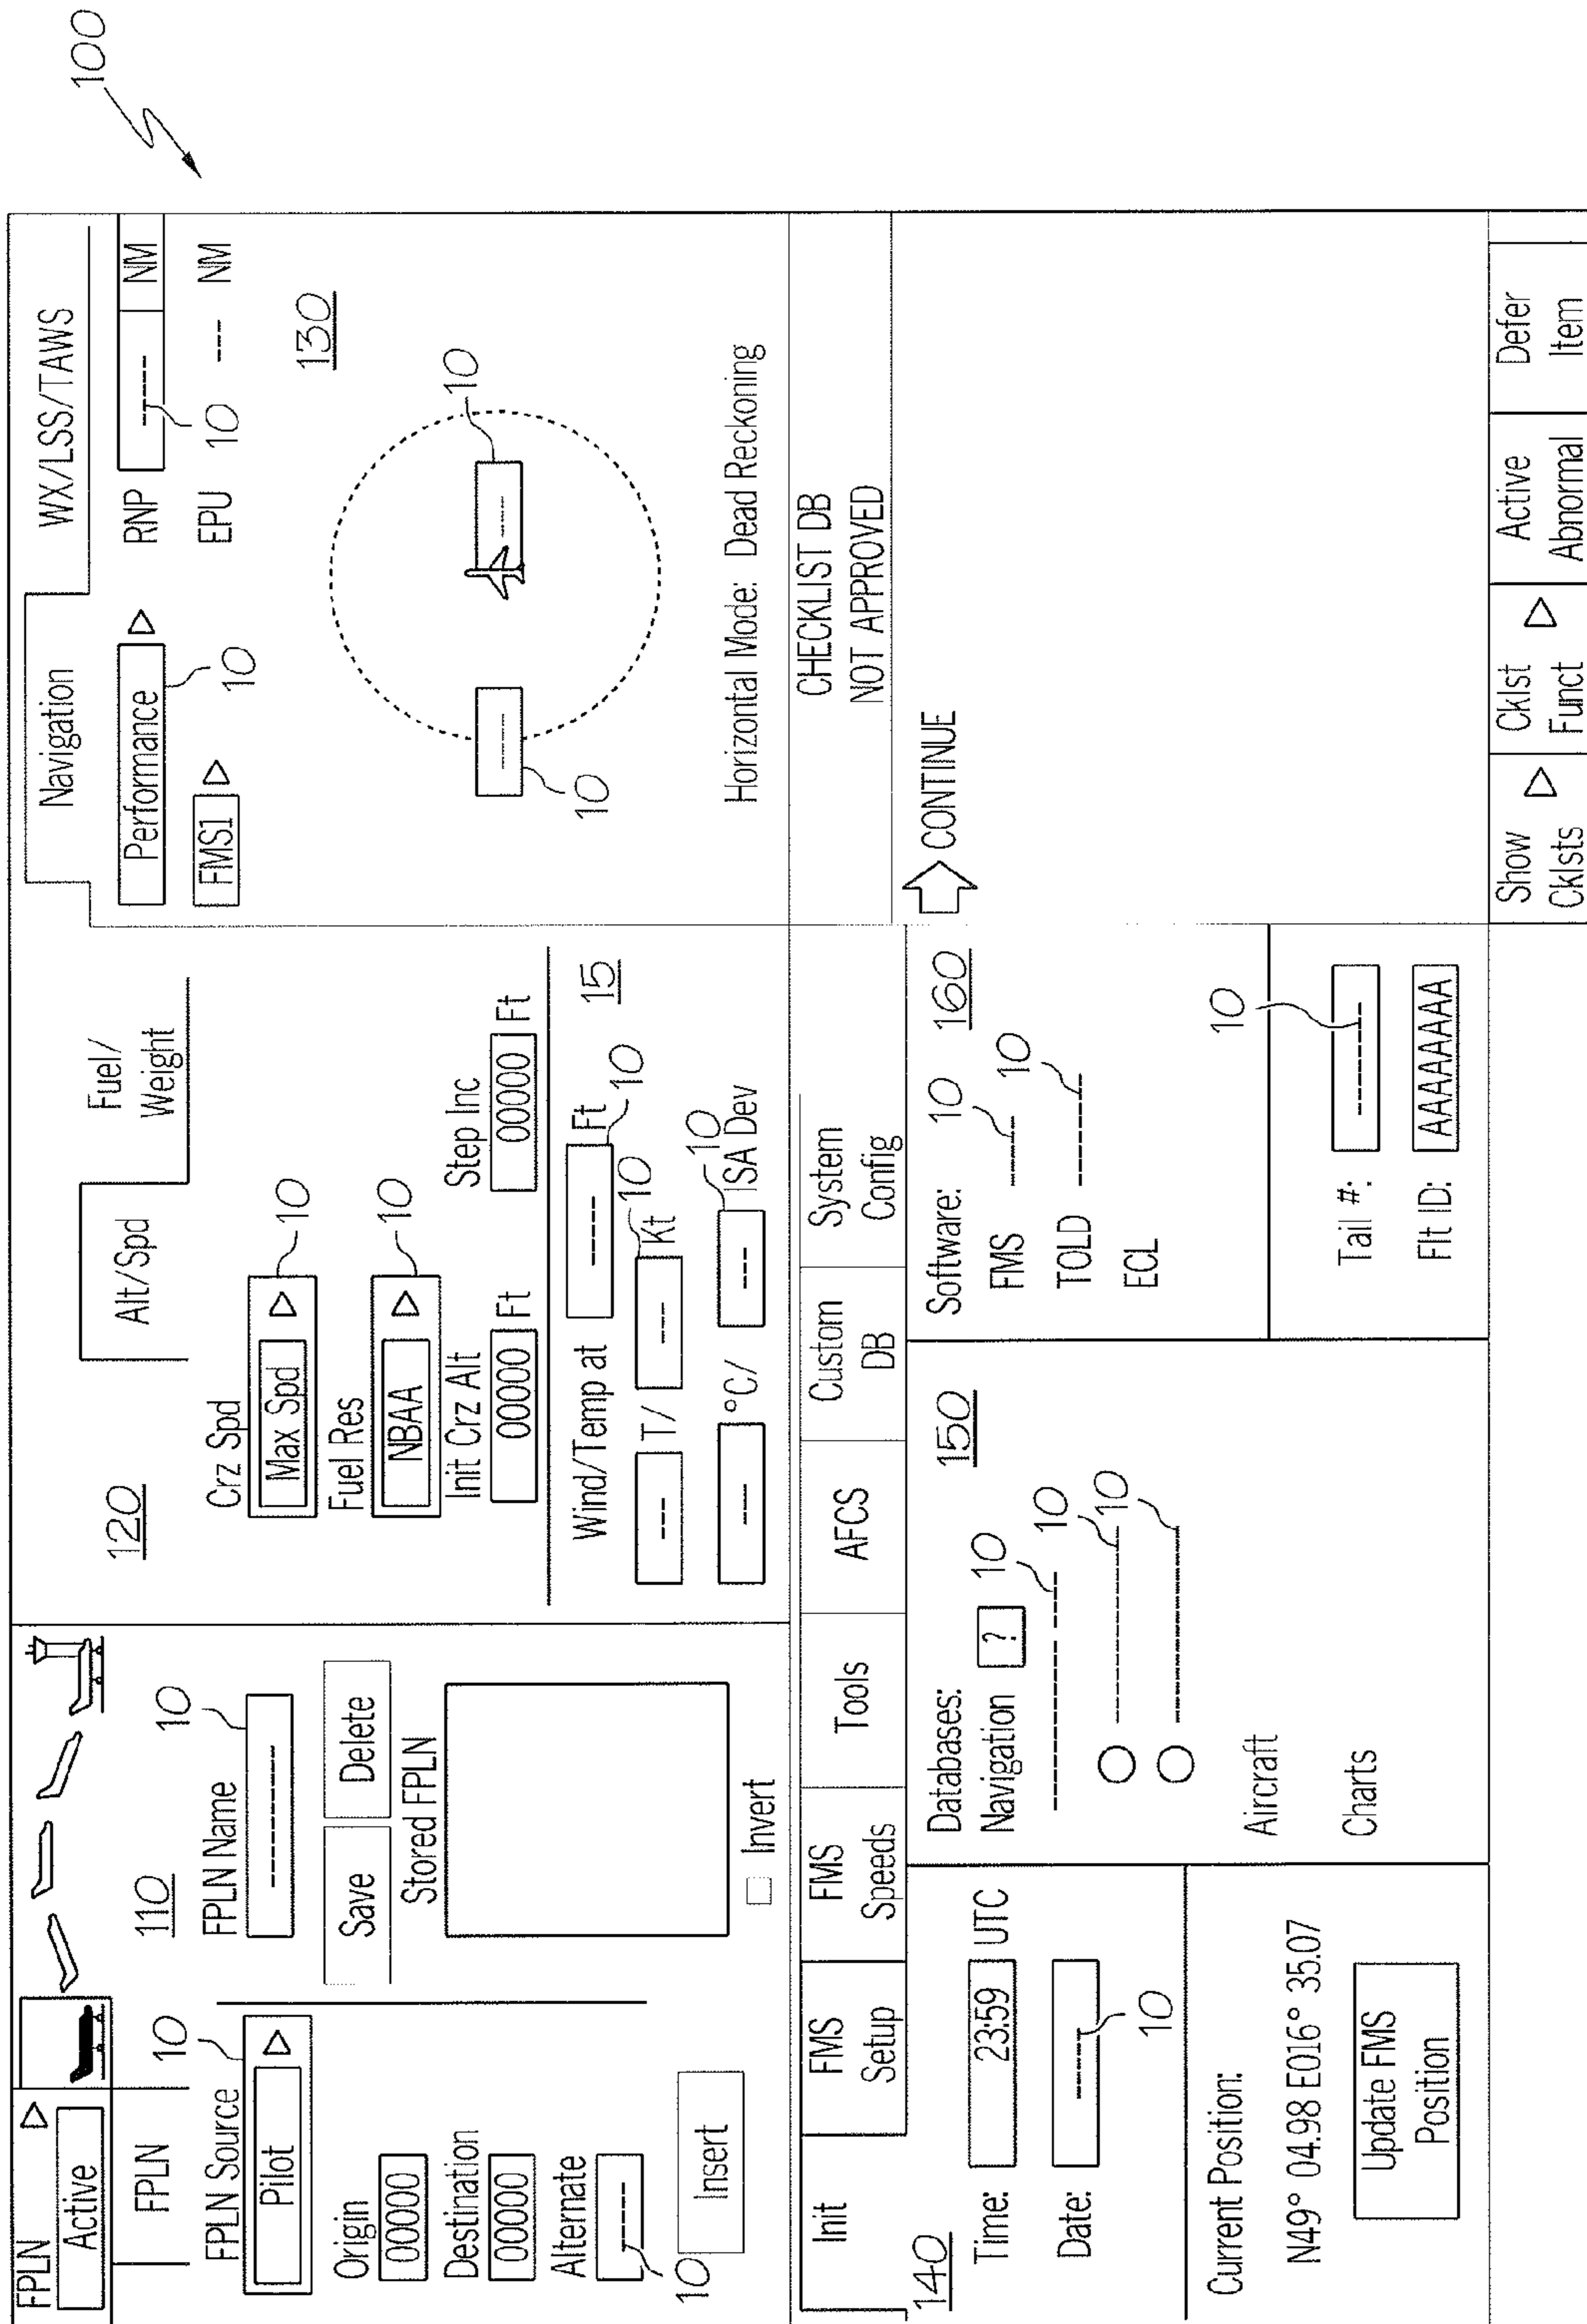 100
FPLN
Active
FPLN
110
FPLN Source
10
Pilot
Origin
00000
Destination
00000
Alternate
-----
10
Insert
FPLN Name
10
------------
Save
Delete
Stored FPLN
Invert
120
Alt/Spd
Fuel/
Weight
Crz Spd
Max Spd
10
Fuel Res
NBAA
10
Init Crz Alt
00000 Ft
Step Inc
00000 Ft
15
Wind/Temp at
----- Ft
10
--- T/ --- Kt
10
--- °C/ --- ISA Dev
10
Navigation
WX/LSS/TAWS
Performance
10
RNP ----- NM
10
FMS1
10
EPU --- NM
130
-----
10
----
10
Horizontal Mode: Dead Reckoning
Init
FMS
Setup
FMS
Speeds
Tools
AFCS
Custom
DB
System
Config
140
Time: 23:59 UTC
Date: -----
10
Current Position:
N49° 04.98 E016° 35.07
Update FMS
Position
150
Databases:
Navigation ?
10
10
10
Aircraft
Charts
160
Software:
FMS -----
10
TOLD --------
10
ECL
Tail #: ---------
10
Flt ID: AAAAAAAA
CHECKLIST DB
NOT APPROVED
CONTINUE
Show
Cklsts
Cklst
Funct
Active
Abnormal
Defer
Item